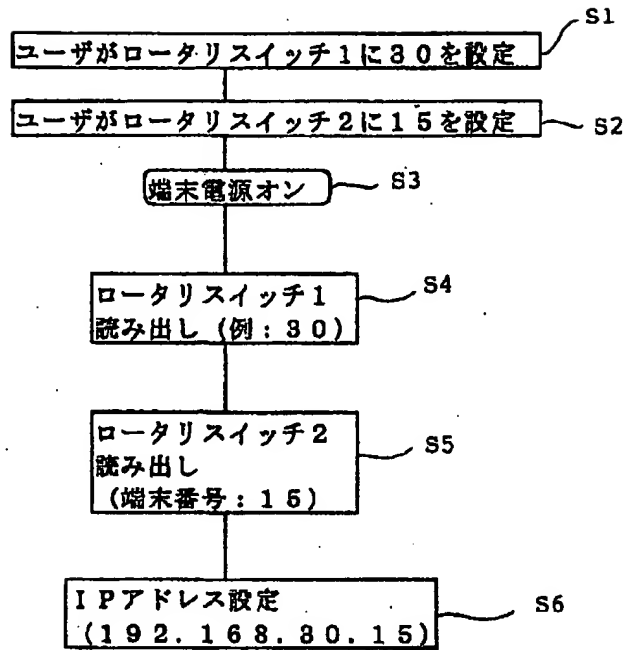 S1
ユーザがロータリスイッチ1に30を設定
ユーザがロータリスイッチ2に15を設定
S2
端末電源オン
S3
ロータリスイッチ1
読み出し(例:30)
S4
ロータリスイッチ2
読み出し
(端末番号:15)
S5
IPアドレス設定
(192.168.30.15)
S6